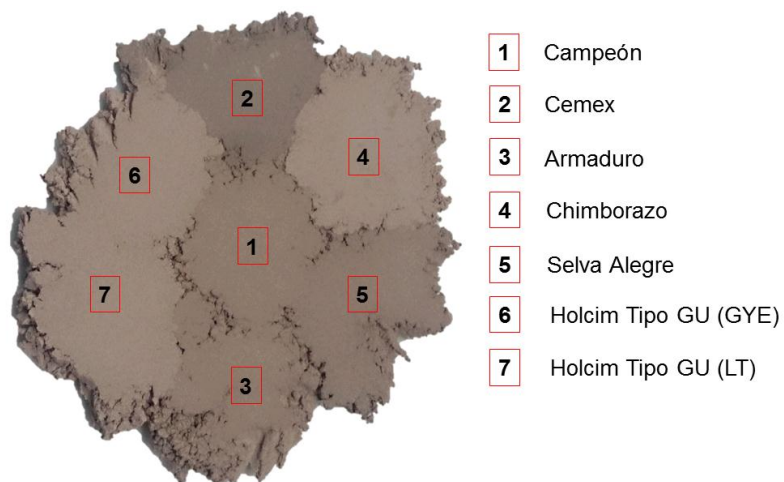 1 Campeón
2 Cemex
3 Armaduro
4 Chimborazo
5 Selva Alegre
6 Holcim Tipo GU (GYE)
7 Holcim Tipo GU (LT)
2
4
6
1
7
5
3